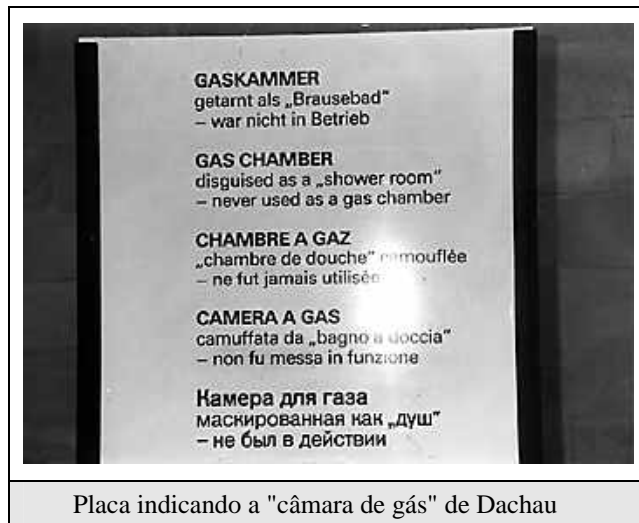 GASKAMMER
getarnt als „Brausebad"
– war nicht in Betrieb
GAS CHAMBER
disguised as a „shower room"
– never used as a gas chamber
CHAMBRE A GAZ
„chambre de douche" camouflée
– ne fut jamais utilisée
CAMERA A GAS
camuffata da „bagno a doccia"
– non fu messa in funzione
Камера для газа
маскированная как „душ"
– не был в действии
Placa indicando a "câmara de gás" de Dachau